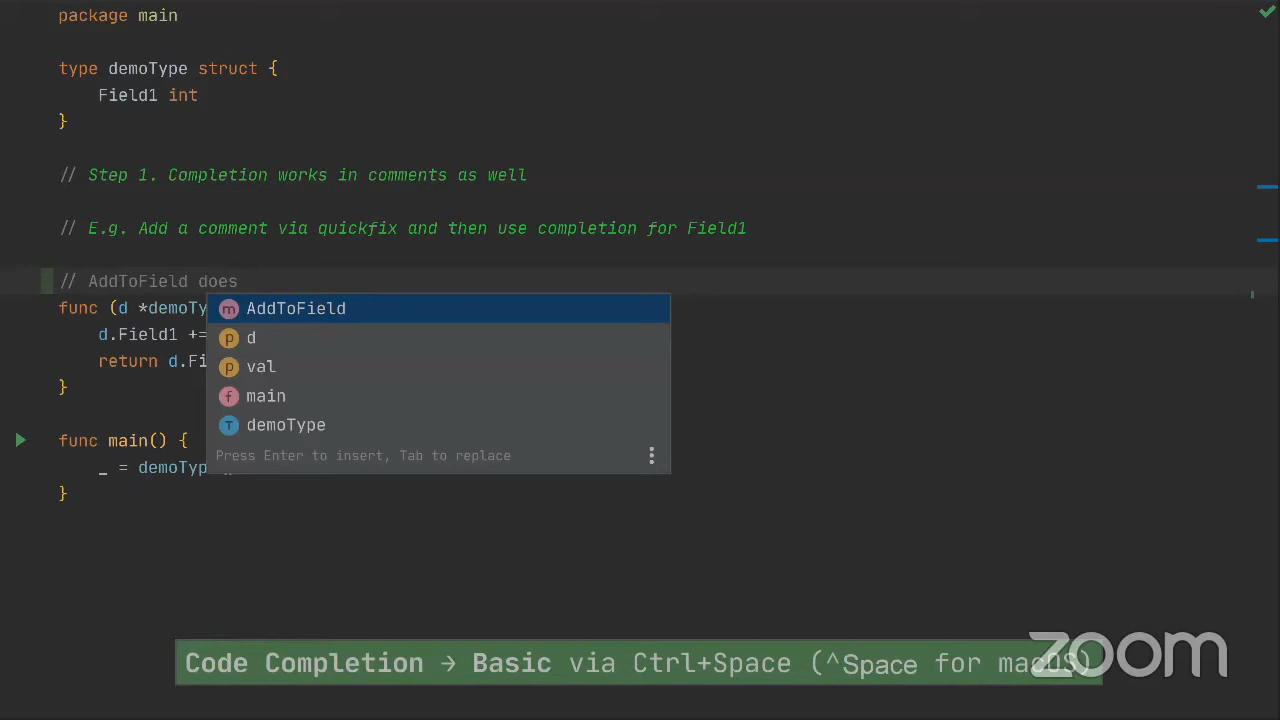 package main
type demoType struct {
Field1 int
}
// Step 1. Completion works in comments as well
// E.g. Add a comment via quickfix and then use completion for Field1
// AddToField does
func (d *demoTy
m AddToField
d.Field1 +=
p d
return d.Fi
p val
}
f main
func main() {
T demoType
_ = demoTyp
Press Enter to insert, Tab to replace
}
Code Completion → Basic via Ctrl+Space (^Space for macOS)
zoom